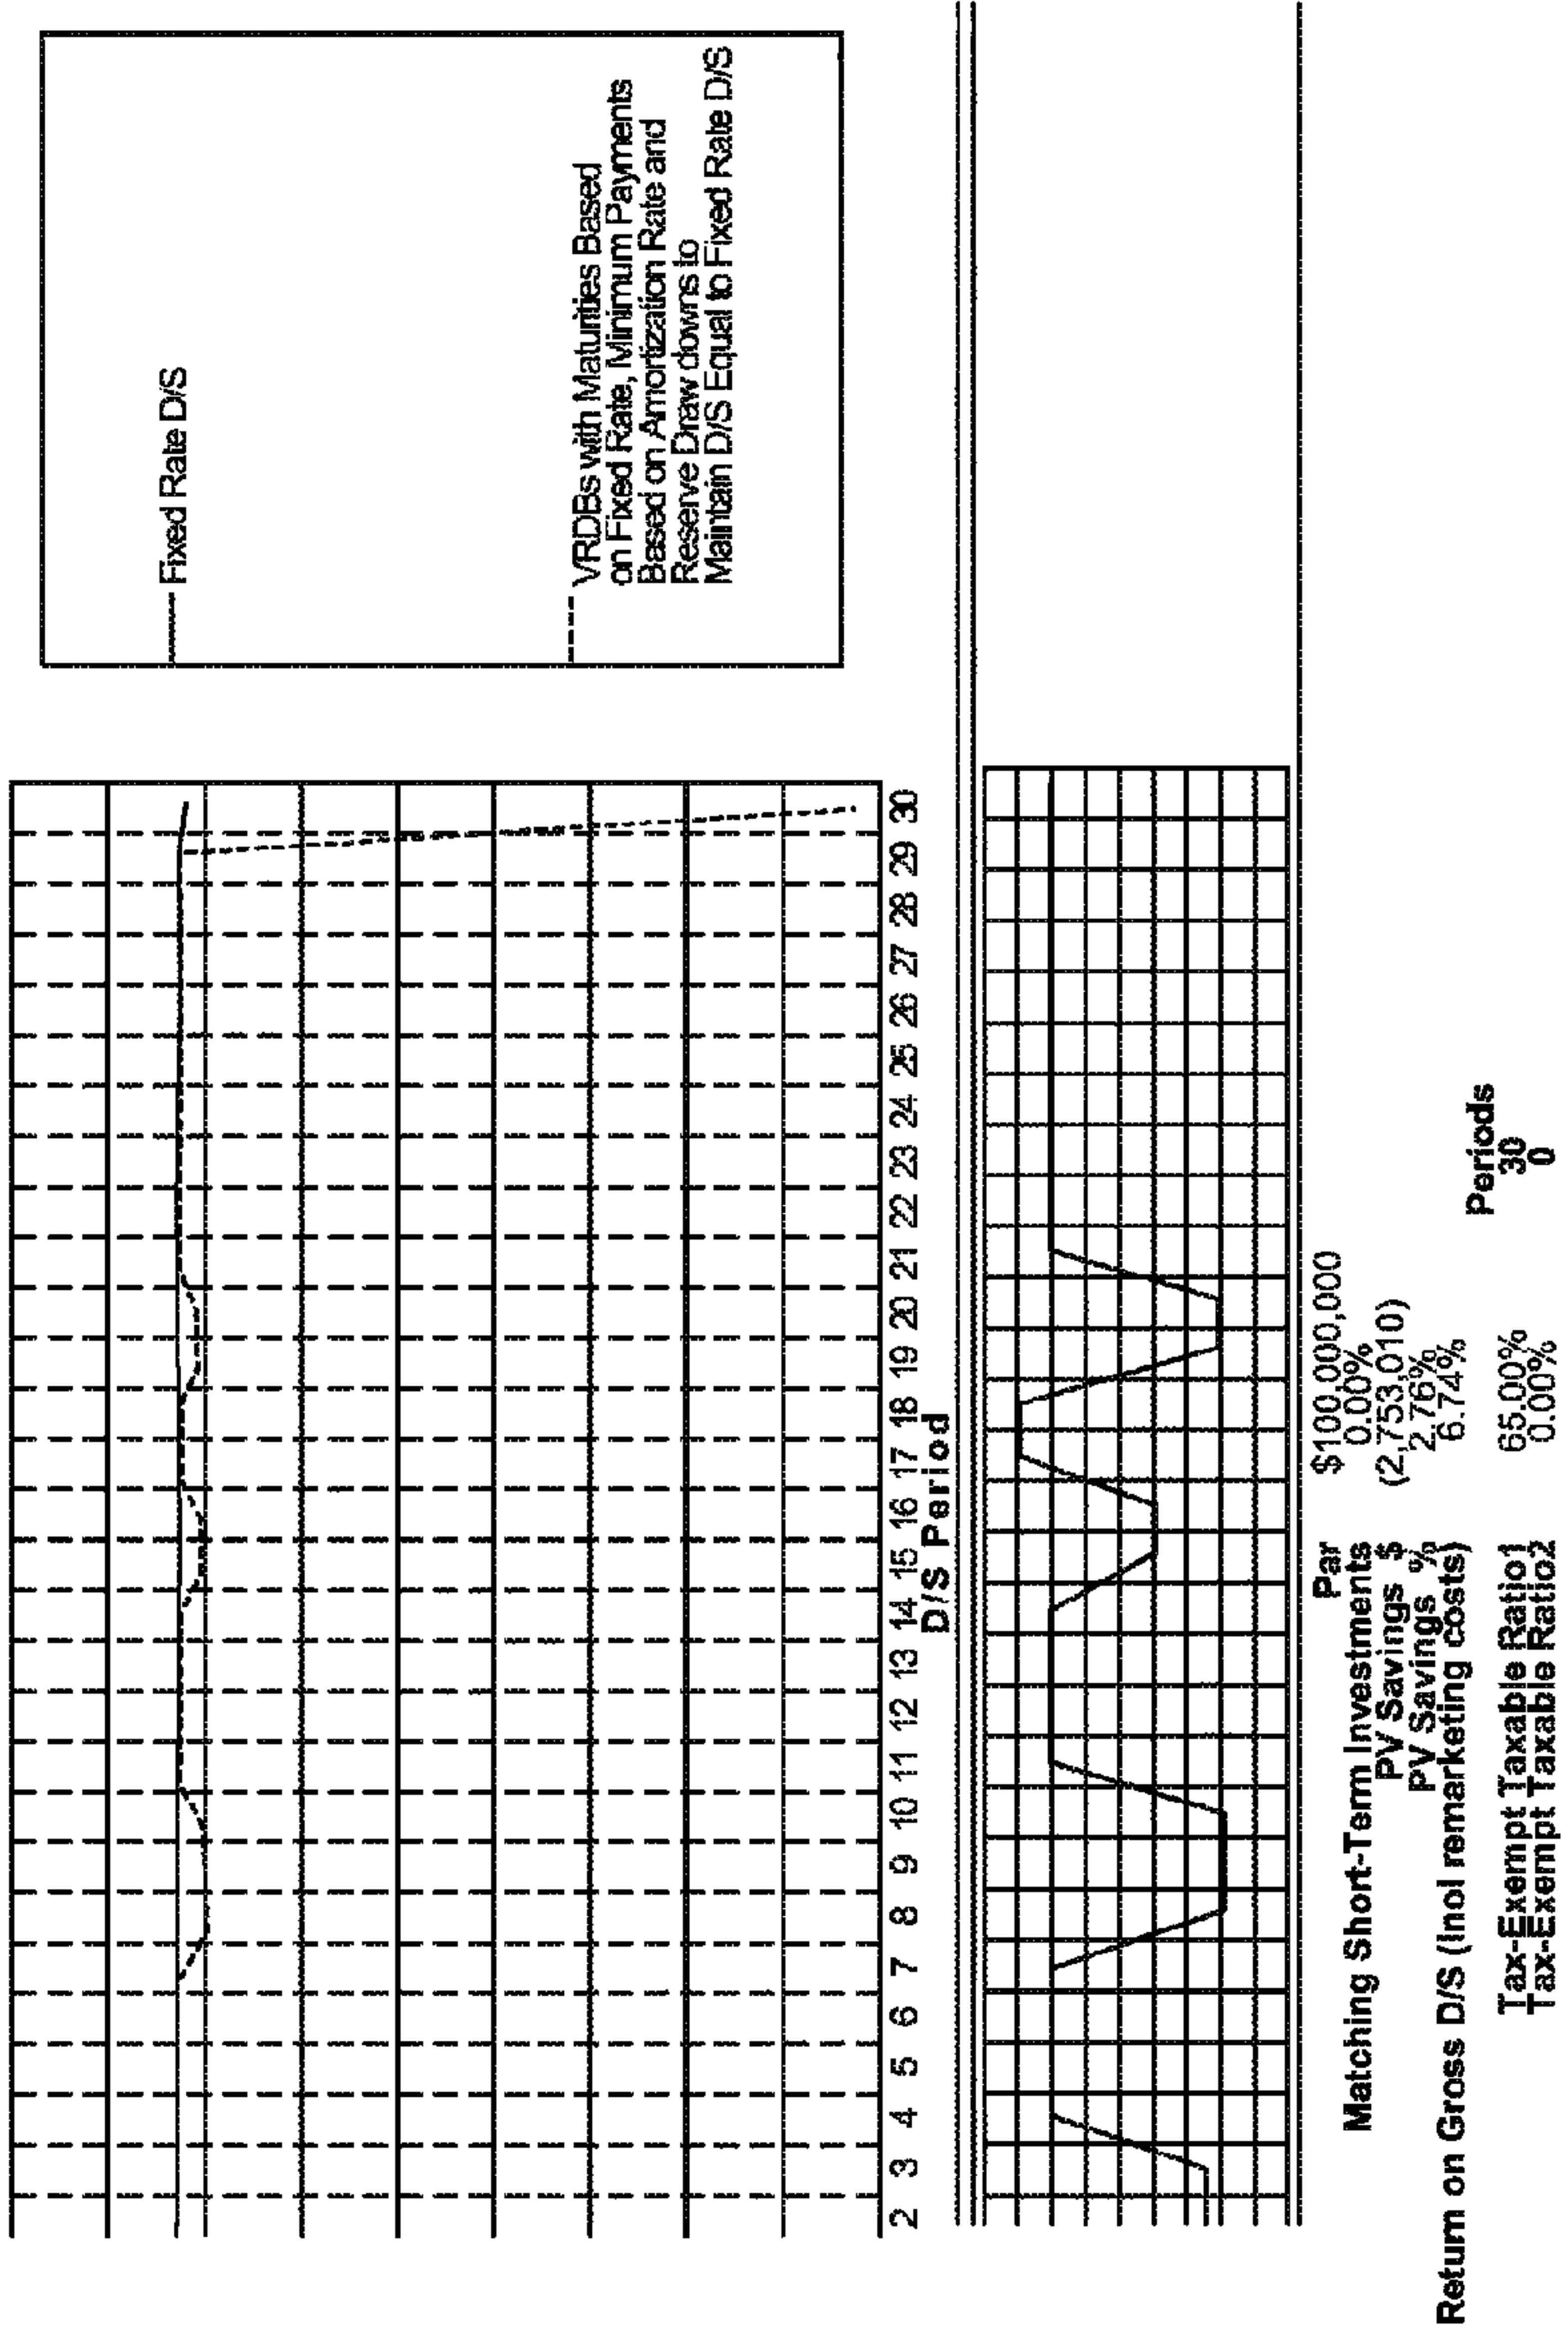 Fixed Rate D/S
VRDBs with Maturities Based
on Fixed Rate, Minimum Payments
Based on Amortization Rate and
Reserve Draw downs to
Maintain D/S Equal to Fixed Rate D/S
2 3 4 5 6 7 8 9 10 11 12 13 14 15 16 17 18 19 20 21 22 23 24 25 26 27 28 29 30
D/S Period
Par $100,000,000
Matching Short-Term Investments 0.00%
PV Savings $ (2,753,010)
PV Savings % 2.76%
Return on Gross D/S (Inol remarketing costs) 6.74%
Periods
Tax-Exempt Taxable Ratio1 65.00% 30
Tax-Exempt Taxable Ratio2 0.00% 0